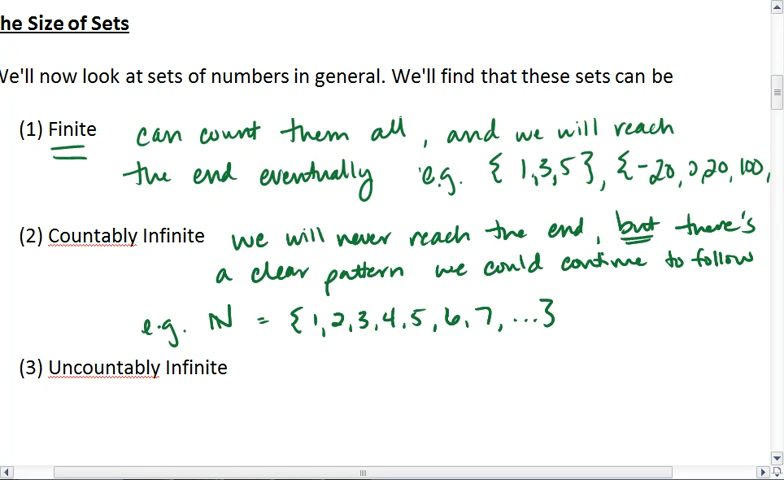 he Size of Sets
We'll now look at sets of numbers in general. We'll find that these sets can be
(1) Finite can count them all, and we will reach
the end eventually e.g. {1,3,5}, {-20, 0,20, 100,
(2) Countably Infinite we will never reach the end, but there's
a clear pattern we could continue to follow
e.g. N = {1,2,3,4,5,6,7,...}
(3) Uncountably Infinite